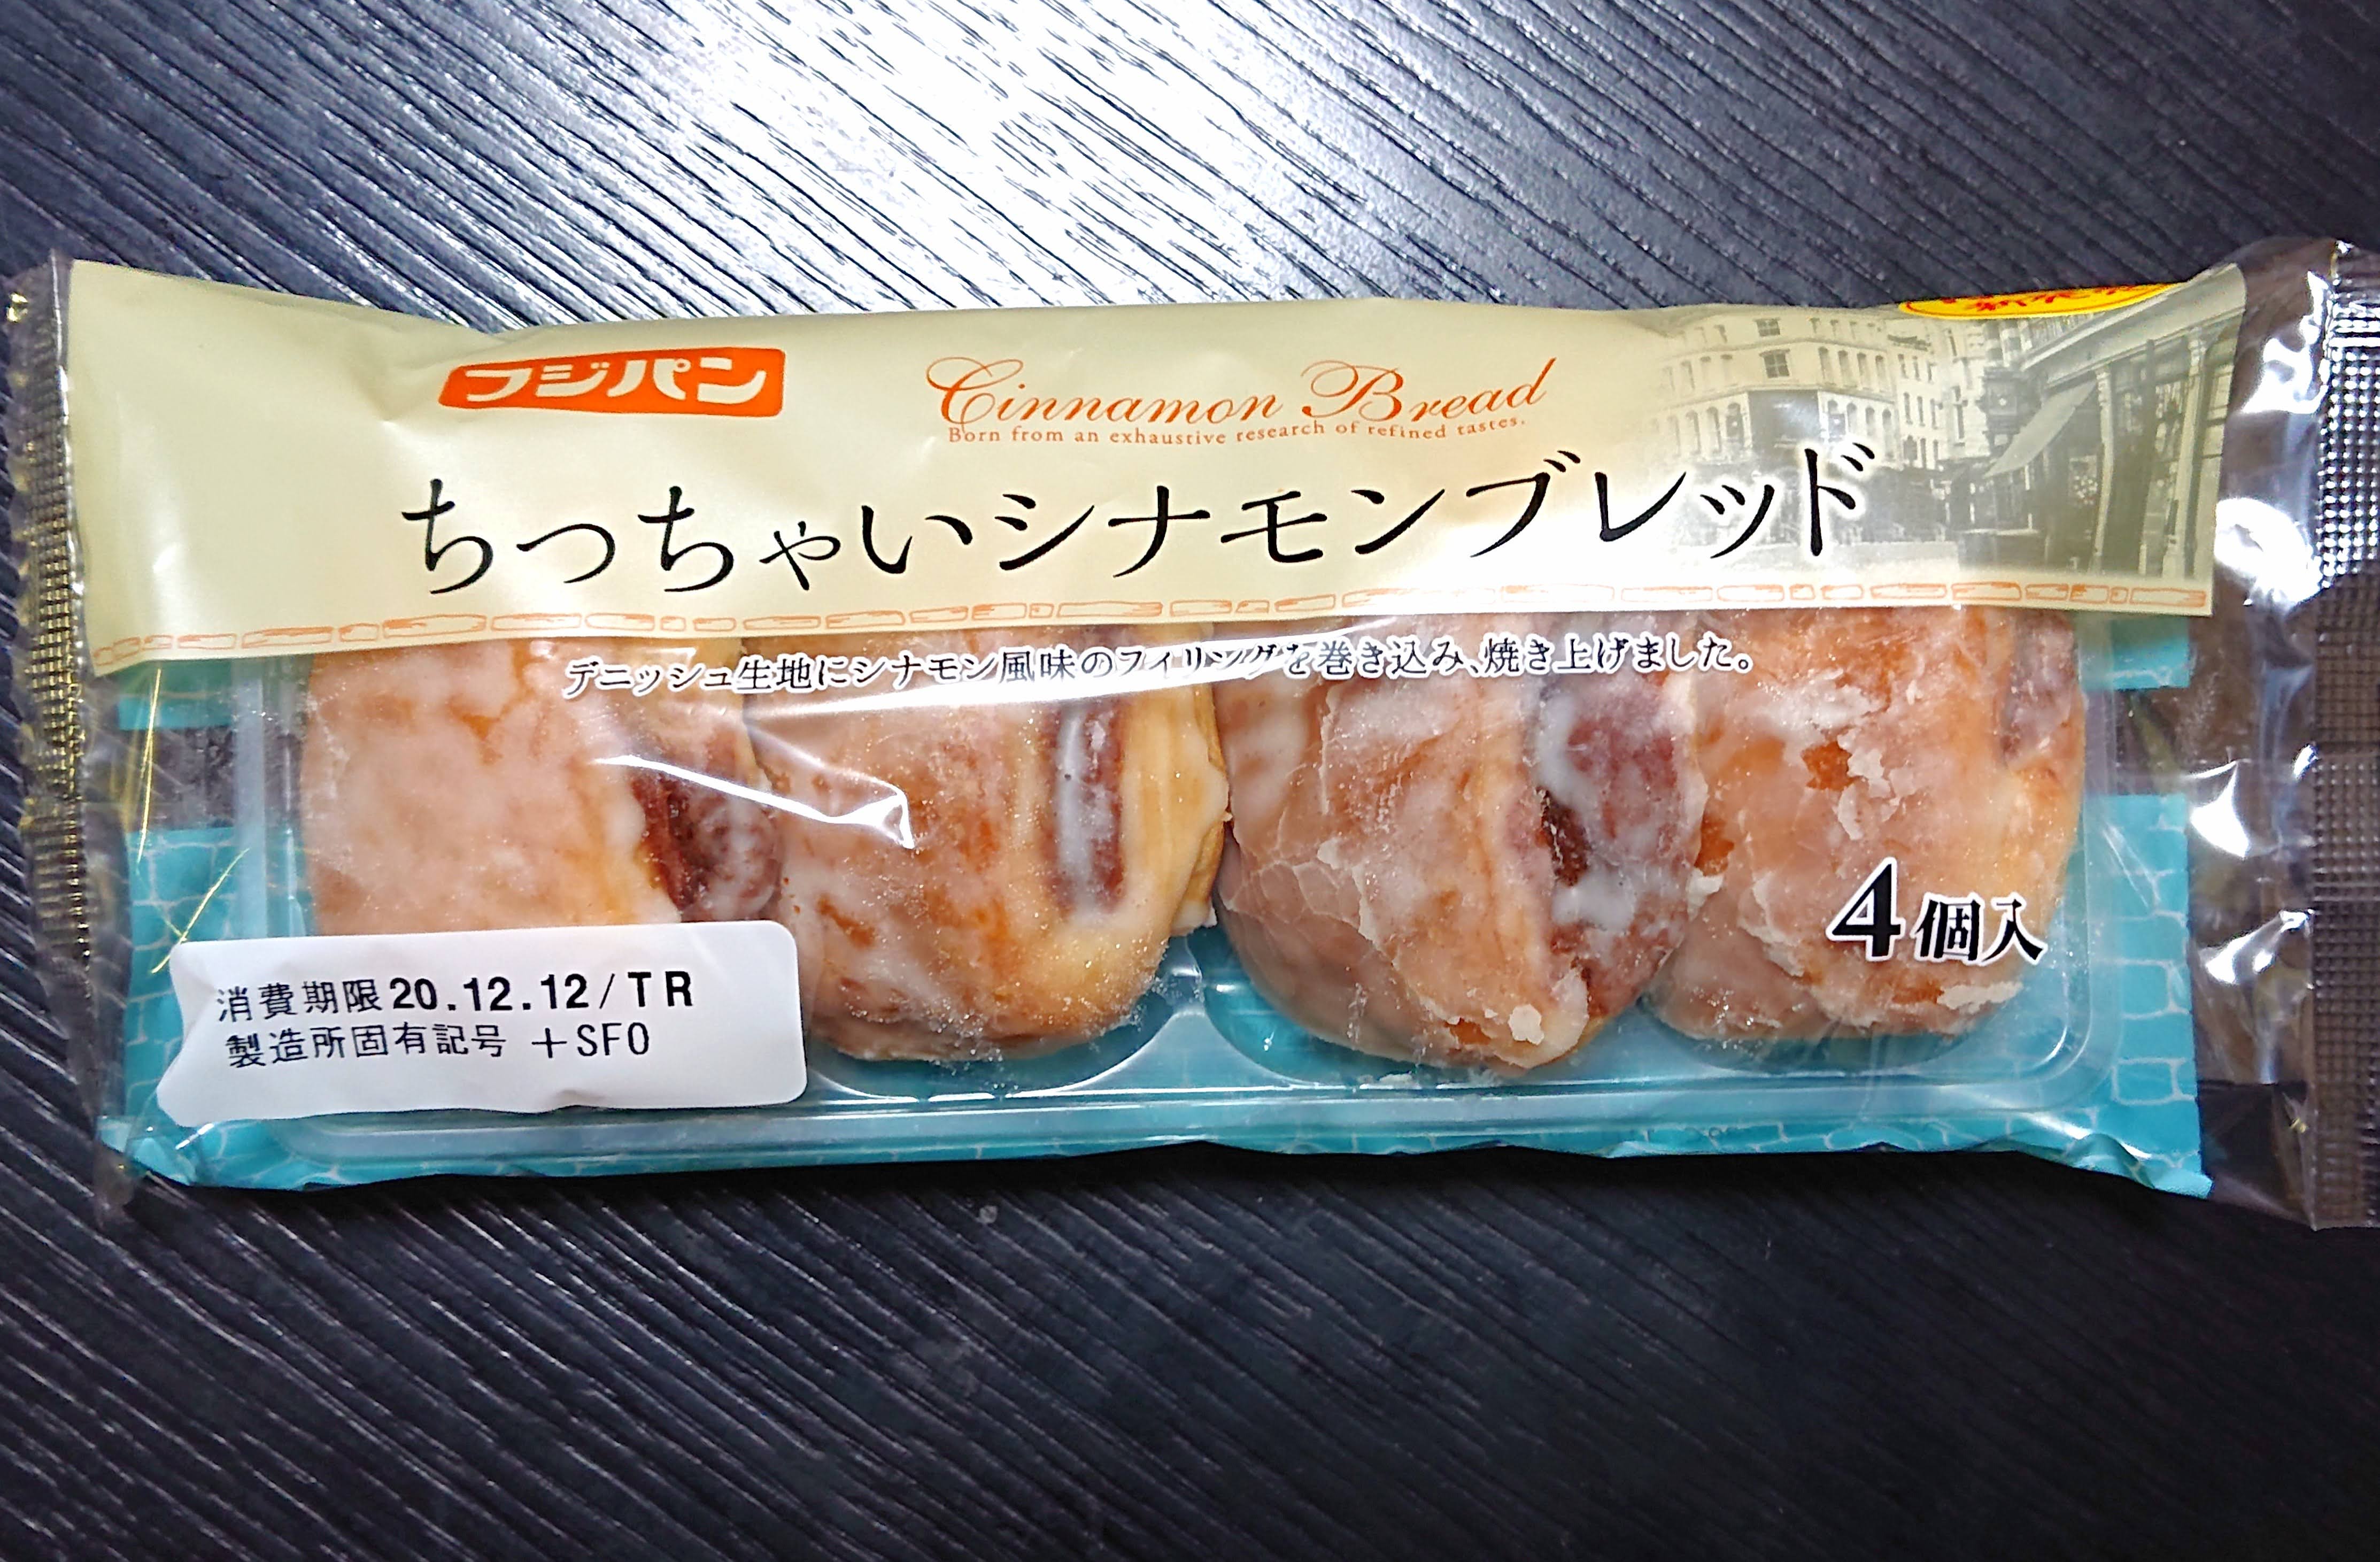 フジパン
Cinnamon Bread
Born from an exhaustive research of refined tastes.
ちっちゃいシナモンブレッド
デニッシュ生地にシナモン風味のフィリングを巻き込み、焼き上げました。
4個入
消費期限20.12.12/TR
製造所固有記号 +SF0